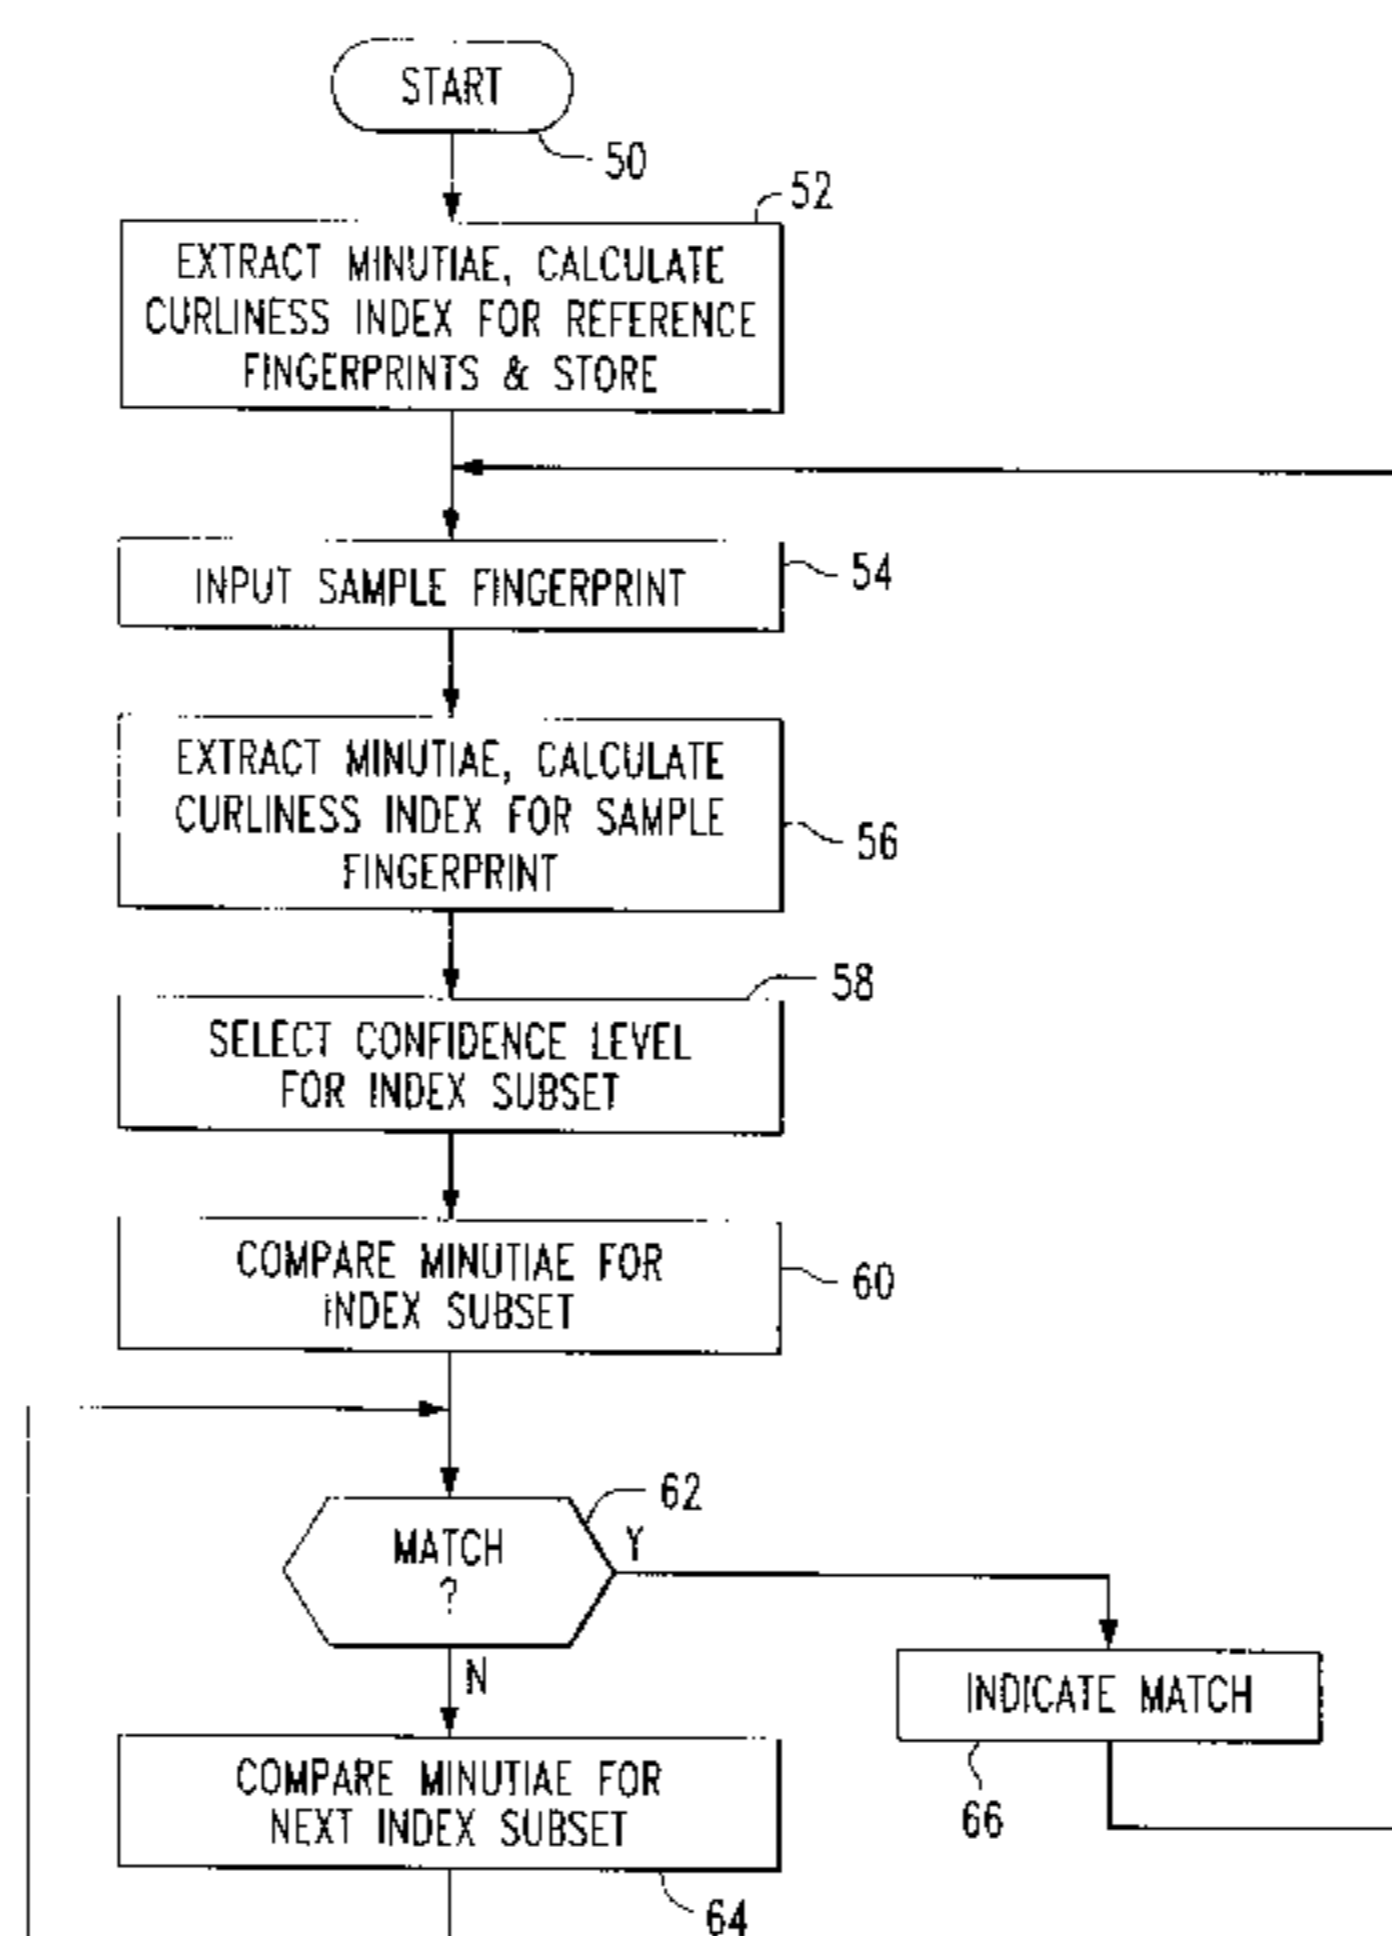 START
50
52
EXTRACT MINUTIAE, CALCULATE
CURLINESS INDEX FOR REFERENCE
FINGERPRINTS & STORE
INPUT SAMPLE FINGERPRINT
54
EXTRACT MINUTIAE, CALCULATE
CURLINESS INDEX FOR SAMPLE
FINGERPRINT
56
58
SELECT CONFIDENCE LEVEL
FOR INDEX SUBSET
COMPARE MINUTIAE FOR
INDEX SUBSET
60
62
MATCH
?
Y
N
INDICATE MATCH
66
COMPARE MINUTIAE FOR
NEXT INDEX SUBSET
64